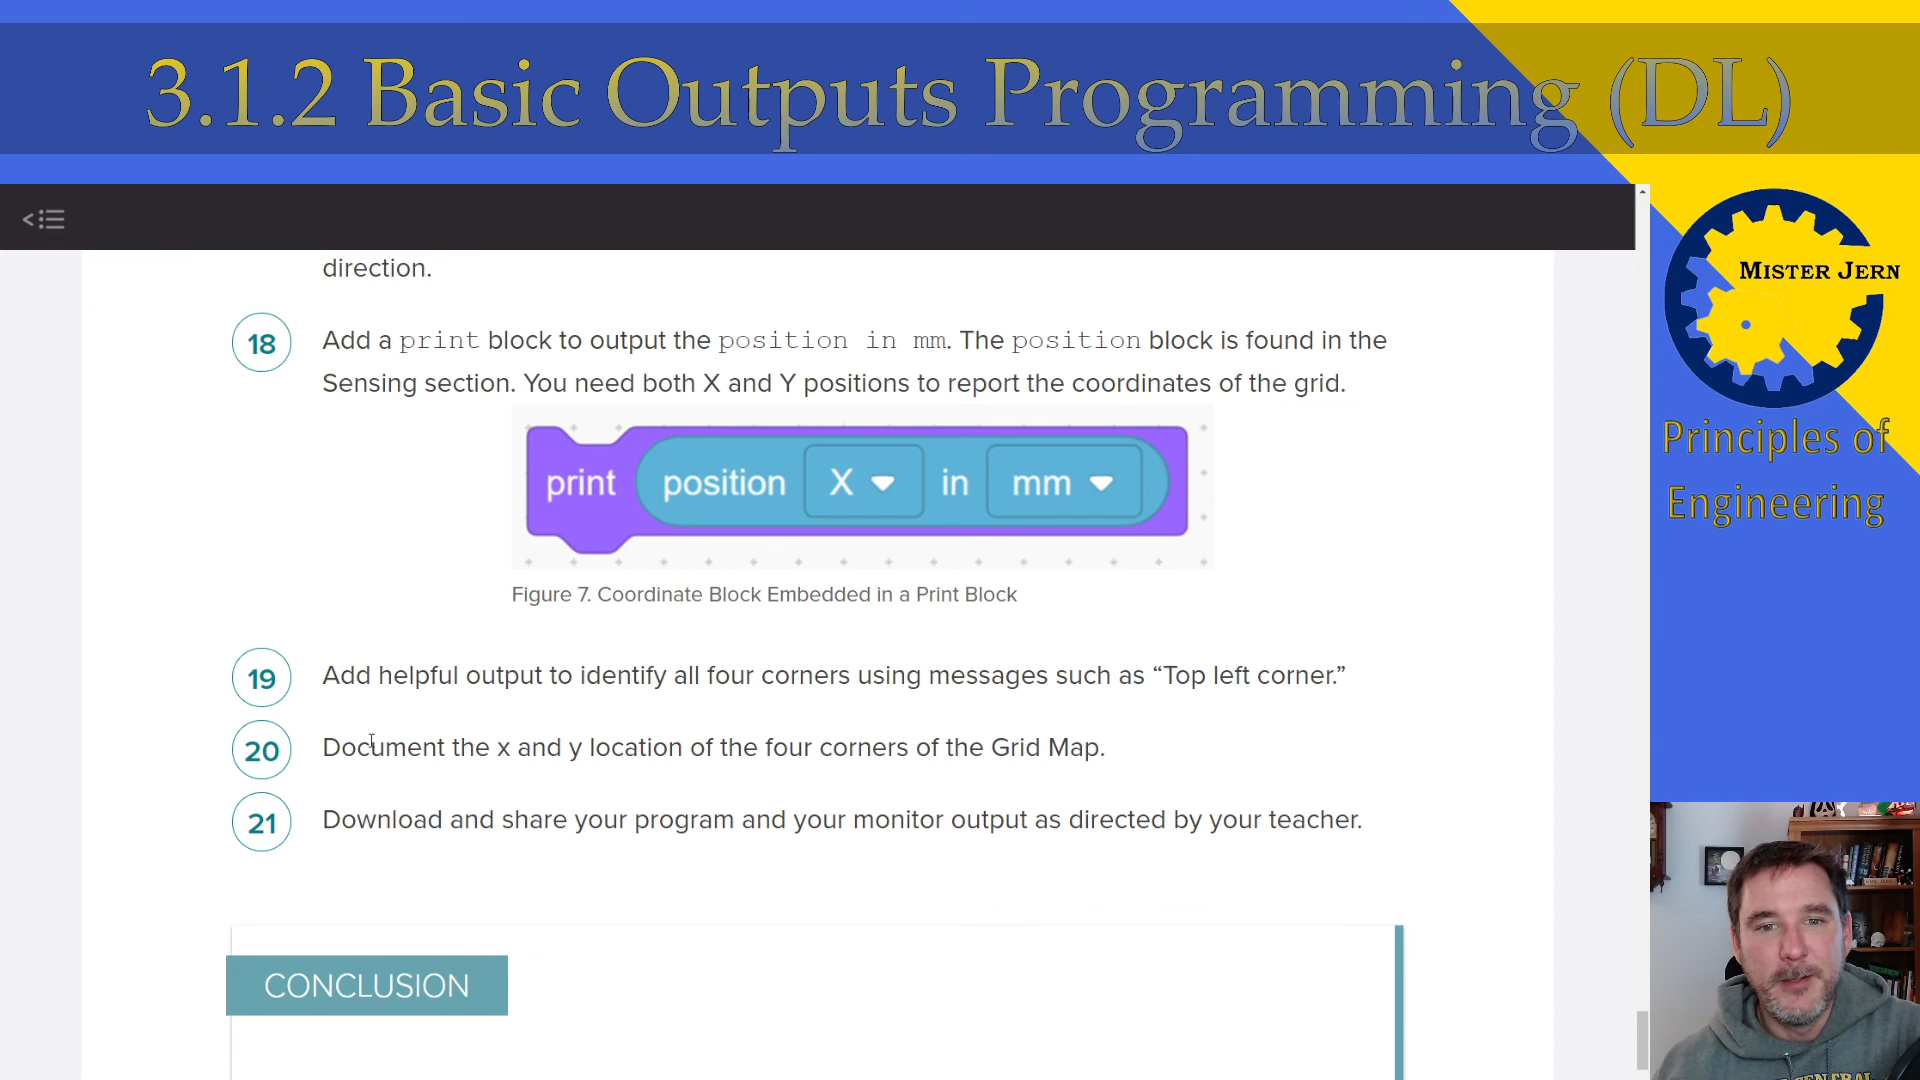 3.1.2 Basic Outputs Programming (DL)
MISTER JERN
Principles of
Engineering
direction.
18 Add a print block to output the position in mm. The position block is found in the
Sensing section. You need both X and Y positions to report the coordinates of the grid.
print position X in mm
Figure 7. Coordinate Block Embedded in a Print Block
19 Add helpful output to identify all four corners using messages such as “Top left corner.”
20 Document the x and y location of the four corners of the Grid Map.
21 Download and share your program and your monitor output as directed by your teacher.
CONCLUSION